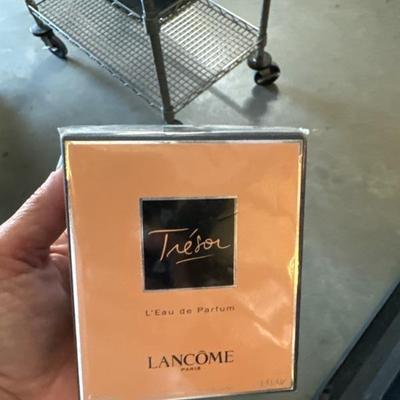 Trésor
L'Eau de Parfum
LANCÔME
PARIS